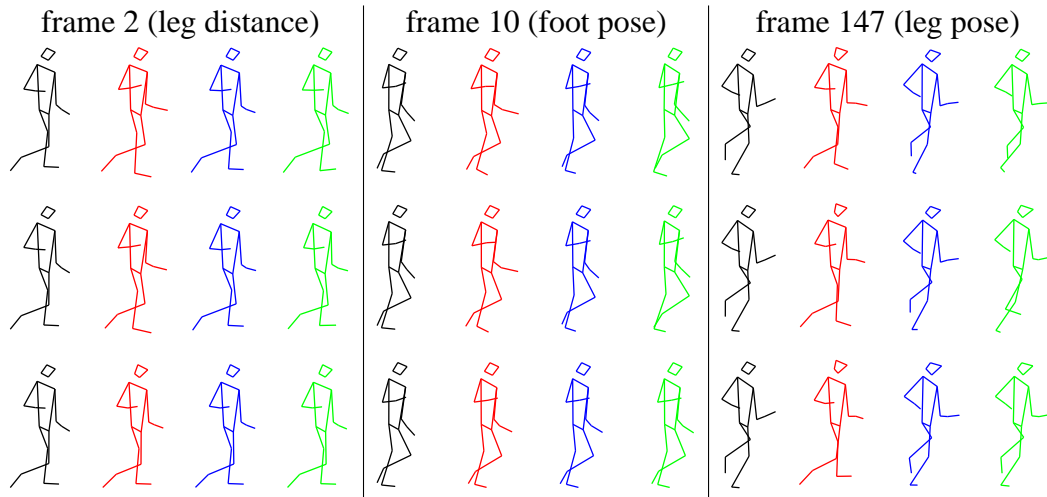 frame 2 (leg distance)
frame 10 (foot pose)
frame 147 (leg pose)